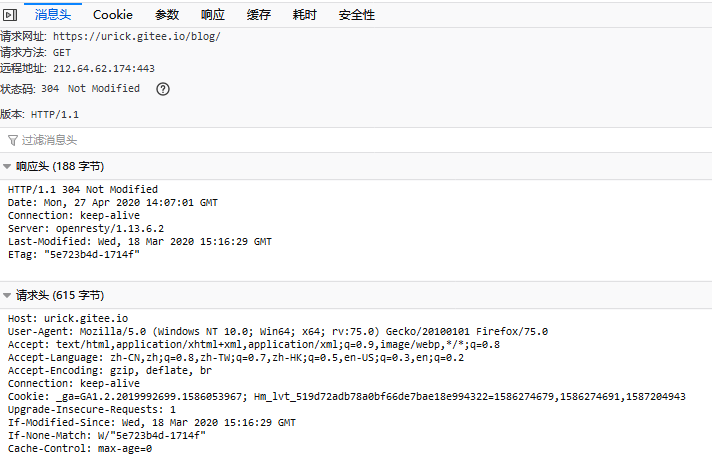 消息头 Cookie 参数 响应 缓存 耗时 安全性
请求网址: https://urick.gitee.io/blog/
请求方法: GET
远程地址: 212.64.62.174:443
状态码: 304 Not Modified ?
版本: HTTP/1.1
过滤消息头
响应头 (188 字节)
HTTP/1.1 304 Not Modified
Date: Mon, 27 Apr 2020 14:07:01 GMT
Connection: keep-alive
Server: openresty/1.13.6.2
Last-Modified: Wed, 18 Mar 2020 15:16:29 GMT
ETag: "5e723b4d-1714f"
请求头 (615 字节)
Host: urick.gitee.io
User-Agent: Mozilla/5.0 (Windows NT 10.0; Win64; x64; rv:75.0) Gecko/20100101 Firefox/75.0
Accept: text/html,application/xhtml+xml,application/xml;q=0.9,image/webp,*/*;q=0.8
Accept-Language: zh-CN,zh;q=0.8,zh-TW;q=0.7,zh-HK;q=0.5,en-US;q=0.3,en;q=0.2
Accept-Encoding: gzip, deflate, br
Connection: keep-alive
Cookie: _ga=GA1.2.2019992699.1586053967; Hm_lvt_519d72adb78a0bf66de7bae18e994322=1586274679,1586274691,1587204943
Upgrade-Insecure-Requests: 1
If-Modified-Since: Wed, 18 Mar 2020 15:16:29 GMT
If-None-Match: W/"5e723b4d-1714f"
Cache-Control: max-age=0